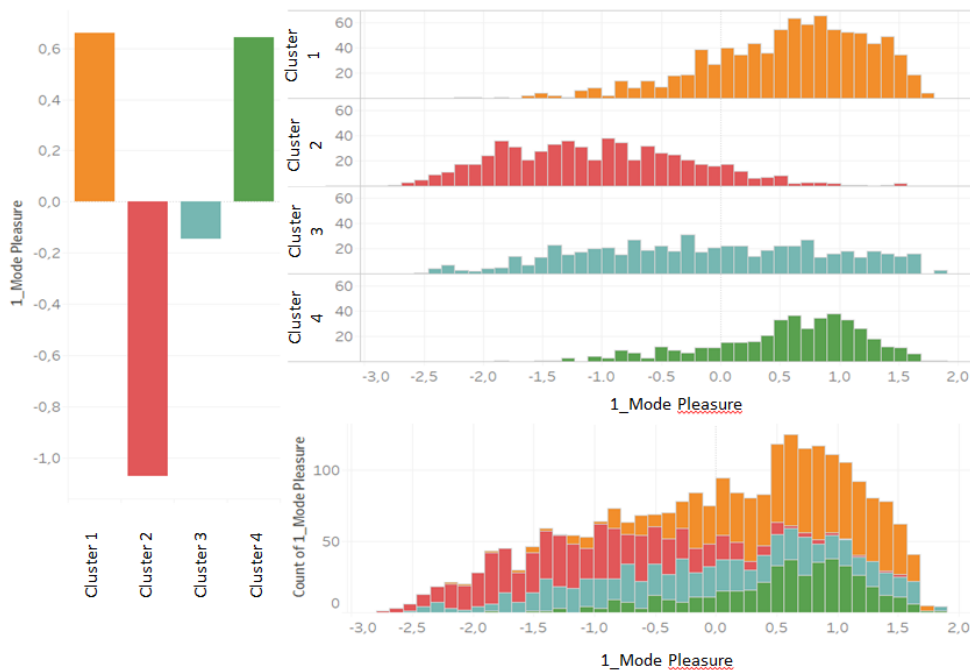 0,6
0,4
0,2
0,0
-0,2
-0,4
-0,6
-0,8
-1,0
1_Mode Pleasure
Cluster 1
Cluster 2
Cluster 3
Cluster 4
Cluster
1
60
40
20
Cluster
2
60
40
20
Cluster
3
60
40
20
Cluster
4
60
40
20
-3,0 -2,5 -2,0 -1,5 -1,0 -0,5 0,0 0,5 1,0 1,5 2,0
1_Mode Pleasure
Count of 1_Mode Pleasure
100
50
0
-3,0 -2,5 -2,0 -1,5 -1,0 -0,5 0,0 0,5 1,0 1,5 2,0
1_Mode Pleasure